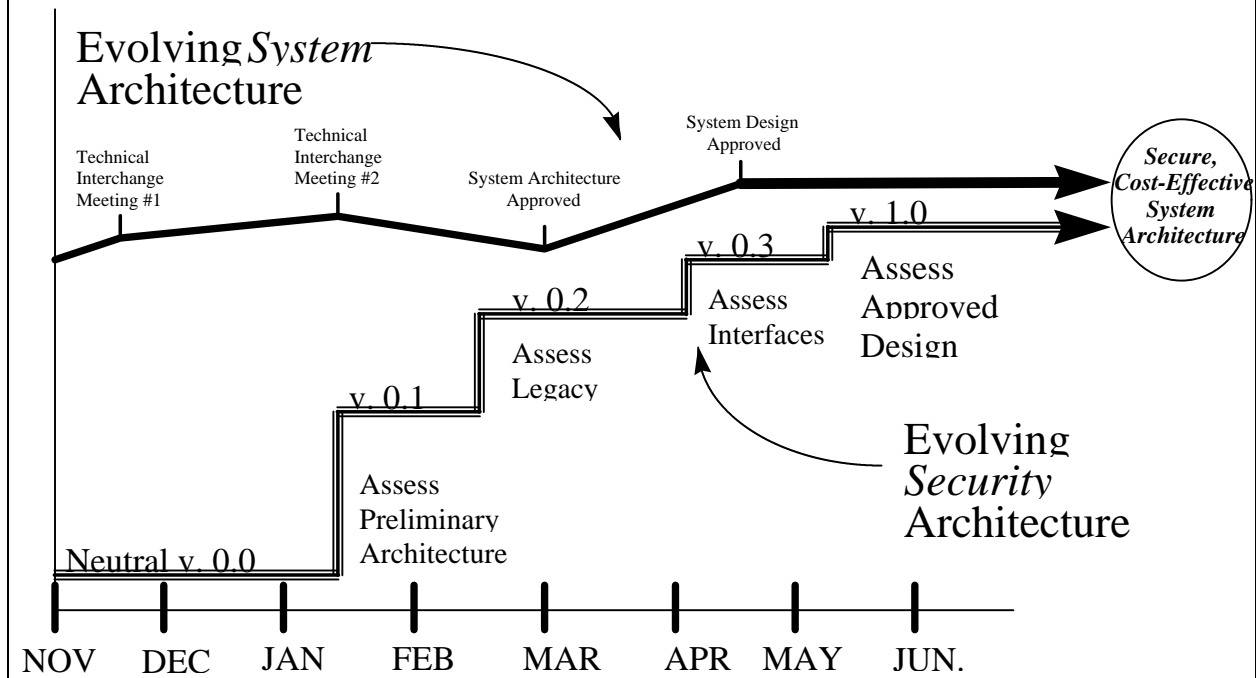 Evolving System
Architecture
Technical
Interchange
Meeting #1
Technical
Interchange
Meeting #2
System Architecture
Approved
System Design
Approved
Secure,
Cost-Effective
System
Architecture
v. 1.0
v. 0.3
Assess
Approved
Design
v. 0.2
Assess
Interfaces
Assess
Legacy
v. 0.1
Evolving
Security
Architecture
Assess
Preliminary
Architecture
Neutral v. 0.0
NOV DEC JAN FEB MAR APR MAY JUN.